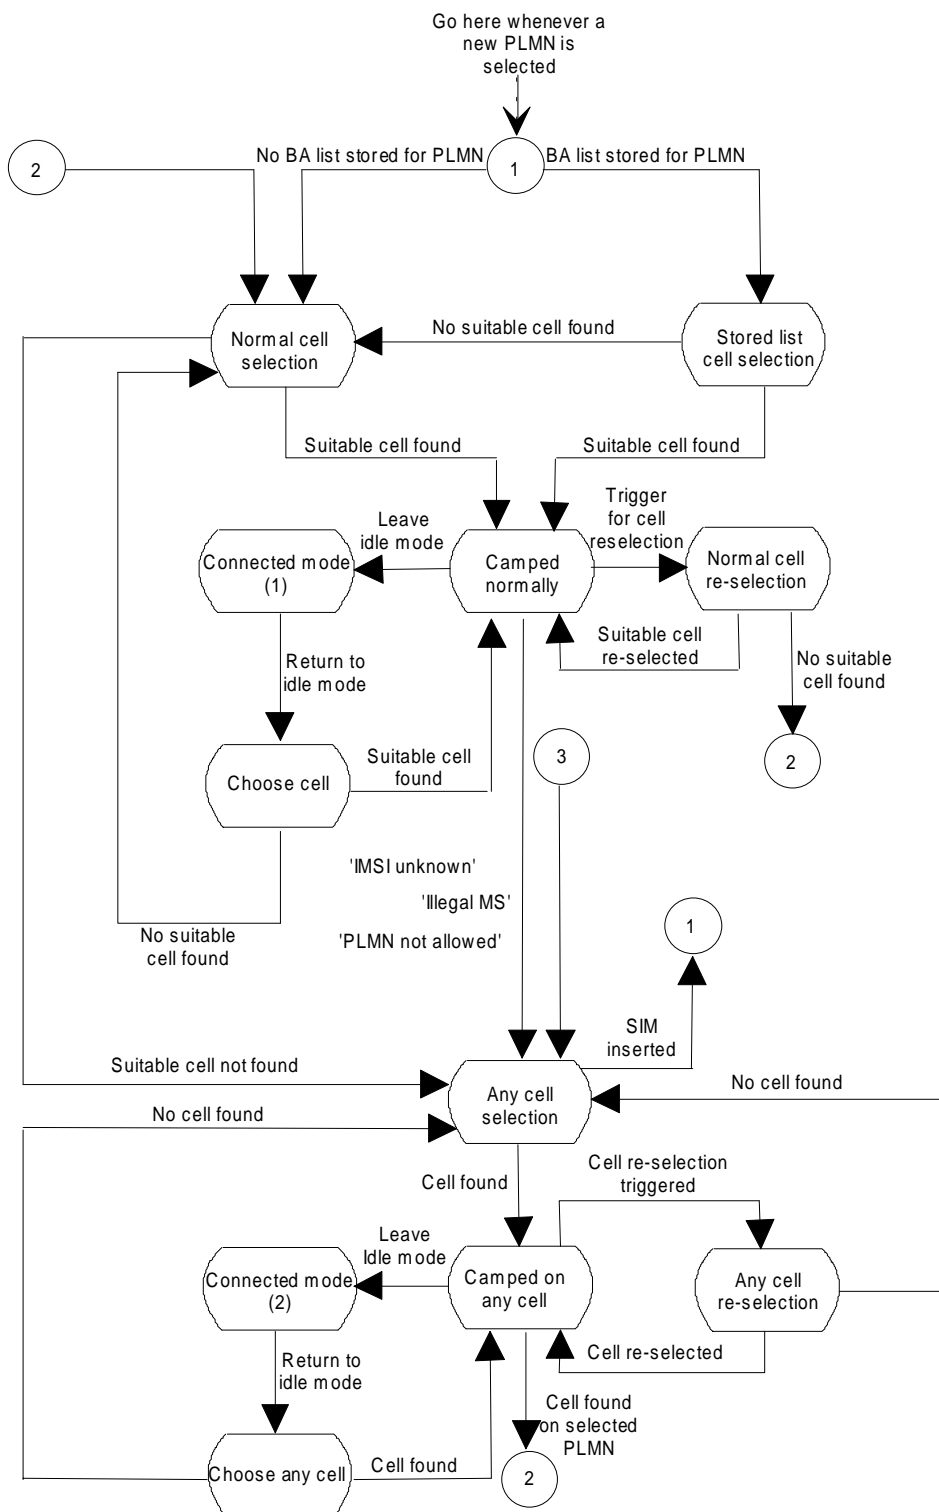 Go here whenever a
new PLMN is
selected
2
No BA list stored for PLMN
1
BA list stored for PLMN
Normal cell
selection
No suitable cell found
Stored list
cell selection
Suitable cell found
Suitable cell found
Leave
idle mode
Trigger
for cell
reselection
Connected mode
(1)
Camped
normally
Normal cell
re-selection
Suitable cell
re-selected
Return to
idle mode
No suitable
cell found
Choose cell
Suitable cell
found
3
2
'IMSI unknown'
'Illegal MS'
'PLMN not allowed'
No suitable
cell found
1
SIM
inserted
Suitable cell not found
Any cell
selection
No cell found
No cell found
Cell found
Cell re-selection
triggered
Leave
Idle mode
Connected mode
(2)
Camped on
any cell
Any cell
re-selection
Return to
idle mode
Cell re-selected
Cell found
on selected
PLMN
Choose any cell
Cell found
2